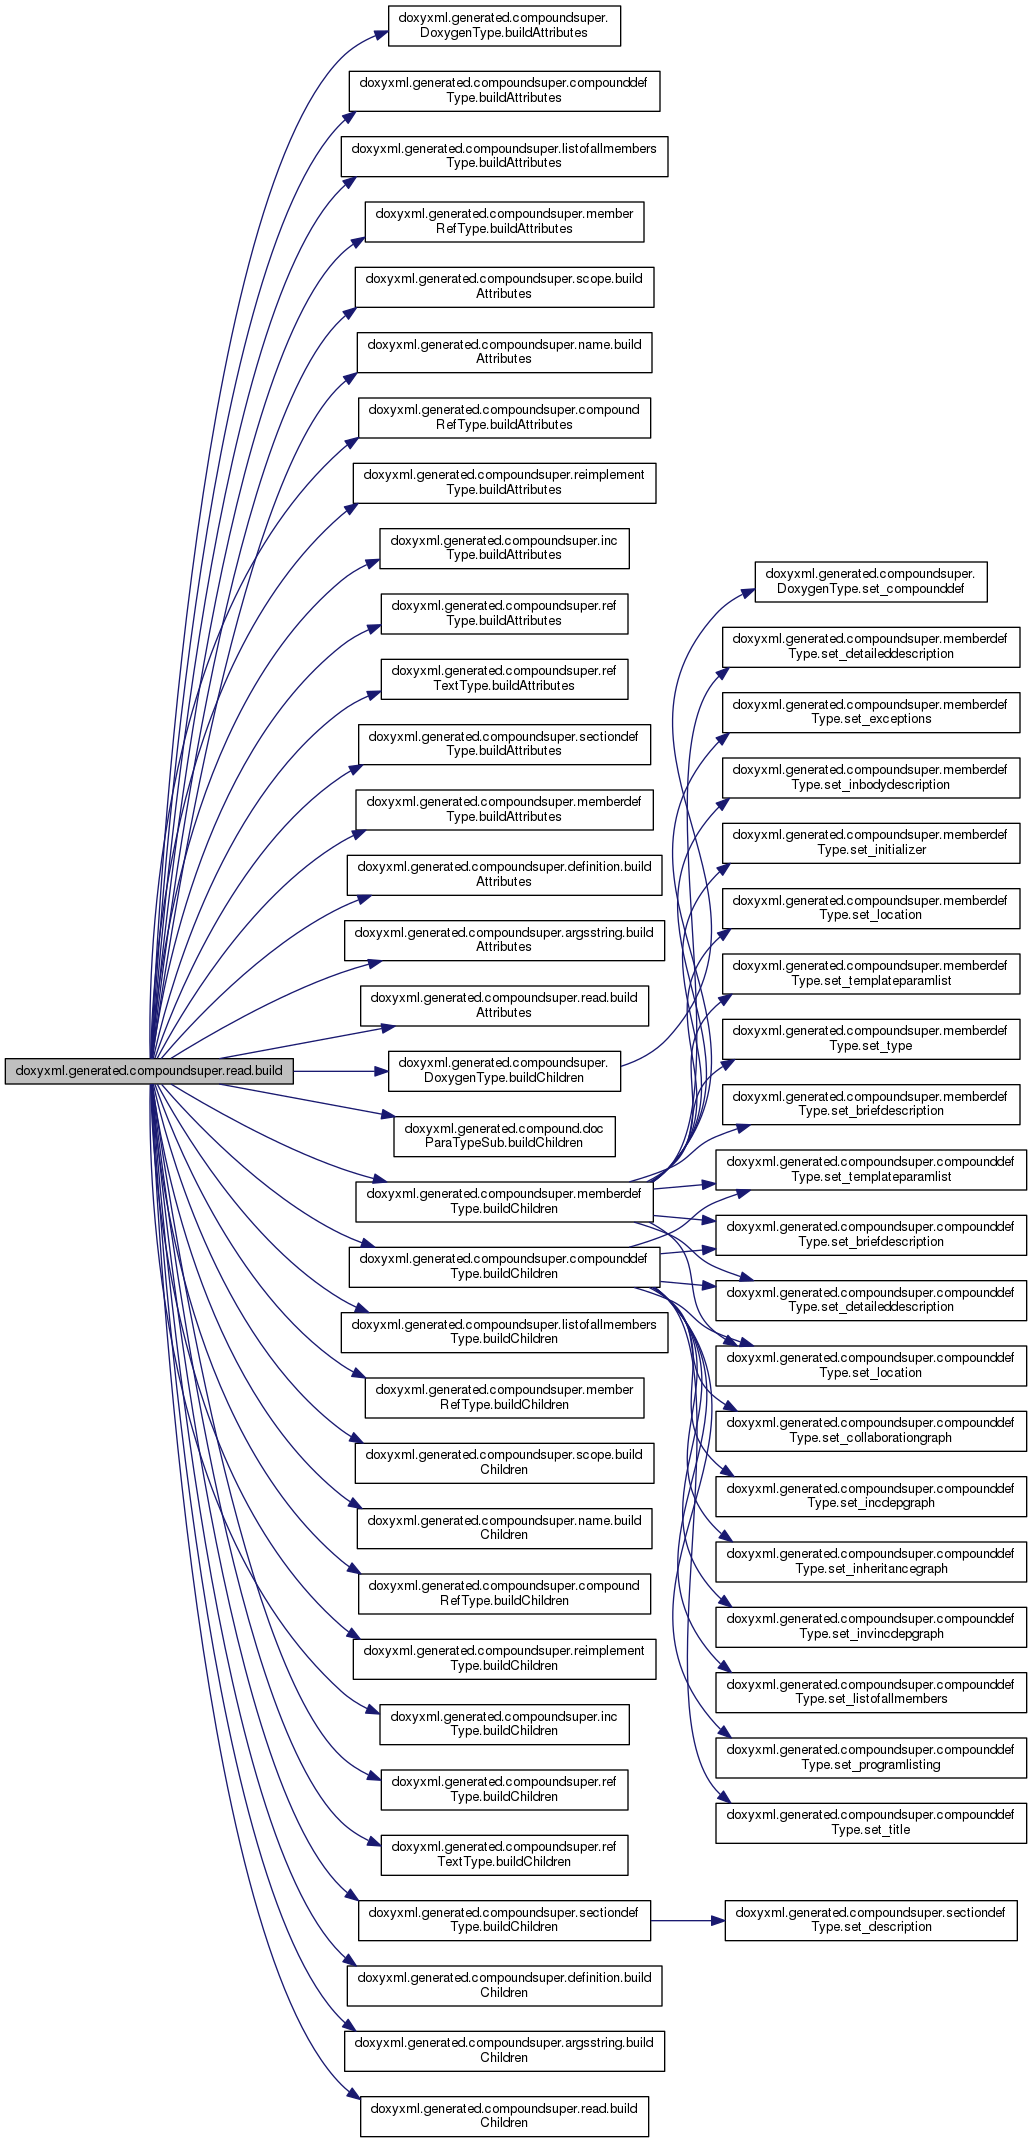 doxyxml.generated.compoundsuper.read.build
doxyxml.generated.compoundsuper.
DoxygenType.buildAttributes
doxyxml.generated.compoundsuper.compounddef
Type.buildAttributes
doxyxml.generated.compoundsuper.listofallmembers
Type.buildAttributes
doxyxml.generated.compoundsuper.member
RefType.buildAttributes
doxyxml.generated.compoundsuper.scope.build
Attributes
doxyxml.generated.compoundsuper.name.build
Attributes
doxyxml.generated.compoundsuper.compound
RefType.buildAttributes
doxyxml.generated.compoundsuper.reimplement
Type.buildAttributes
doxyxml.generated.compoundsuper.inc
Type.buildAttributes
doxyxml.generated.compoundsuper.ref
Type.buildAttributes
doxyxml.generated.compoundsuper.ref
TextType.buildAttributes
doxyxml.generated.compoundsuper.sectiondef
Type.buildAttributes
doxyxml.generated.compoundsuper.memberdef
Type.buildAttributes
doxyxml.generated.compoundsuper.definition.build
Attributes
doxyxml.generated.compoundsuper.argsstring.build
Attributes
doxyxml.generated.compoundsuper.read.build
Attributes
doxyxml.generated.compoundsuper.
DoxygenType.buildChildren
doxyxml.generated.compound.doc
ParaTypeSub.buildChildren
doxyxml.generated.compoundsuper.memberdef
Type.buildChildren
doxyxml.generated.compoundsuper.compounddef
Type.buildChildren
doxyxml.generated.compoundsuper.listofallmembers
Type.buildChildren
doxyxml.generated.compoundsuper.member
RefType.buildChildren
doxyxml.generated.compoundsuper.scope.build
Children
doxyxml.generated.compoundsuper.name.build
Children
doxyxml.generated.compoundsuper.compound
RefType.buildChildren
doxyxml.generated.compoundsuper.reimplement
Type.buildChildren
doxyxml.generated.compoundsuper.inc
Type.buildChildren
doxyxml.generated.compoundsuper.ref
Type.buildChildren
doxyxml.generated.compoundsuper.ref
TextType.buildChildren
doxyxml.generated.compoundsuper.sectiondef
Type.buildChildren
doxyxml.generated.compoundsuper.definition.build
Children
doxyxml.generated.compoundsuper.argsstring.build
Children
doxyxml.generated.compoundsuper.read.build
Children
doxyxml.generated.compoundsuper.
DoxygenType.set_compounddef
doxyxml.generated.compoundsuper.memberdef
Type.set_detaileddescription
doxyxml.generated.compoundsuper.memberdef
Type.set_exceptions
doxyxml.generated.compoundsuper.memberdef
Type.set_inbodydescription
doxyxml.generated.compoundsuper.memberdef
Type.set_initializer
doxyxml.generated.compoundsuper.memberdef
Type.set_location
doxyxml.generated.compoundsuper.memberdef
Type.set_templateparamlist
doxyxml.generated.compoundsuper.memberdef
Type.set_type
doxyxml.generated.compoundsuper.memberdef
Type.set_briefdescription
doxyxml.generated.compoundsuper.compounddef
Type.set_templateparamlist
doxyxml.generated.compoundsuper.compounddef
Type.set_briefdescription
doxyxml.generated.compoundsuper.compounddef
Type.set_detaileddescription
doxyxml.generated.compoundsuper.compounddef
Type.set_location
doxyxml.generated.compoundsuper.compounddef
Type.set_collaborationgraph
doxyxml.generated.compoundsuper.compounddef
Type.set_incdepgraph
doxyxml.generated.compoundsuper.compounddef
Type.set_inheritancegraph
doxyxml.generated.compoundsuper.compounddef
Type.set_invincdepgraph
doxyxml.generated.compoundsuper.compounddef
Type.set_listofallmembers
doxyxml.generated.compoundsuper.compounddef
Type.set_programlisting
doxyxml.generated.compoundsuper.compounddef
Type.set_title
doxyxml.generated.compoundsuper.sectiondef
Type.set_description